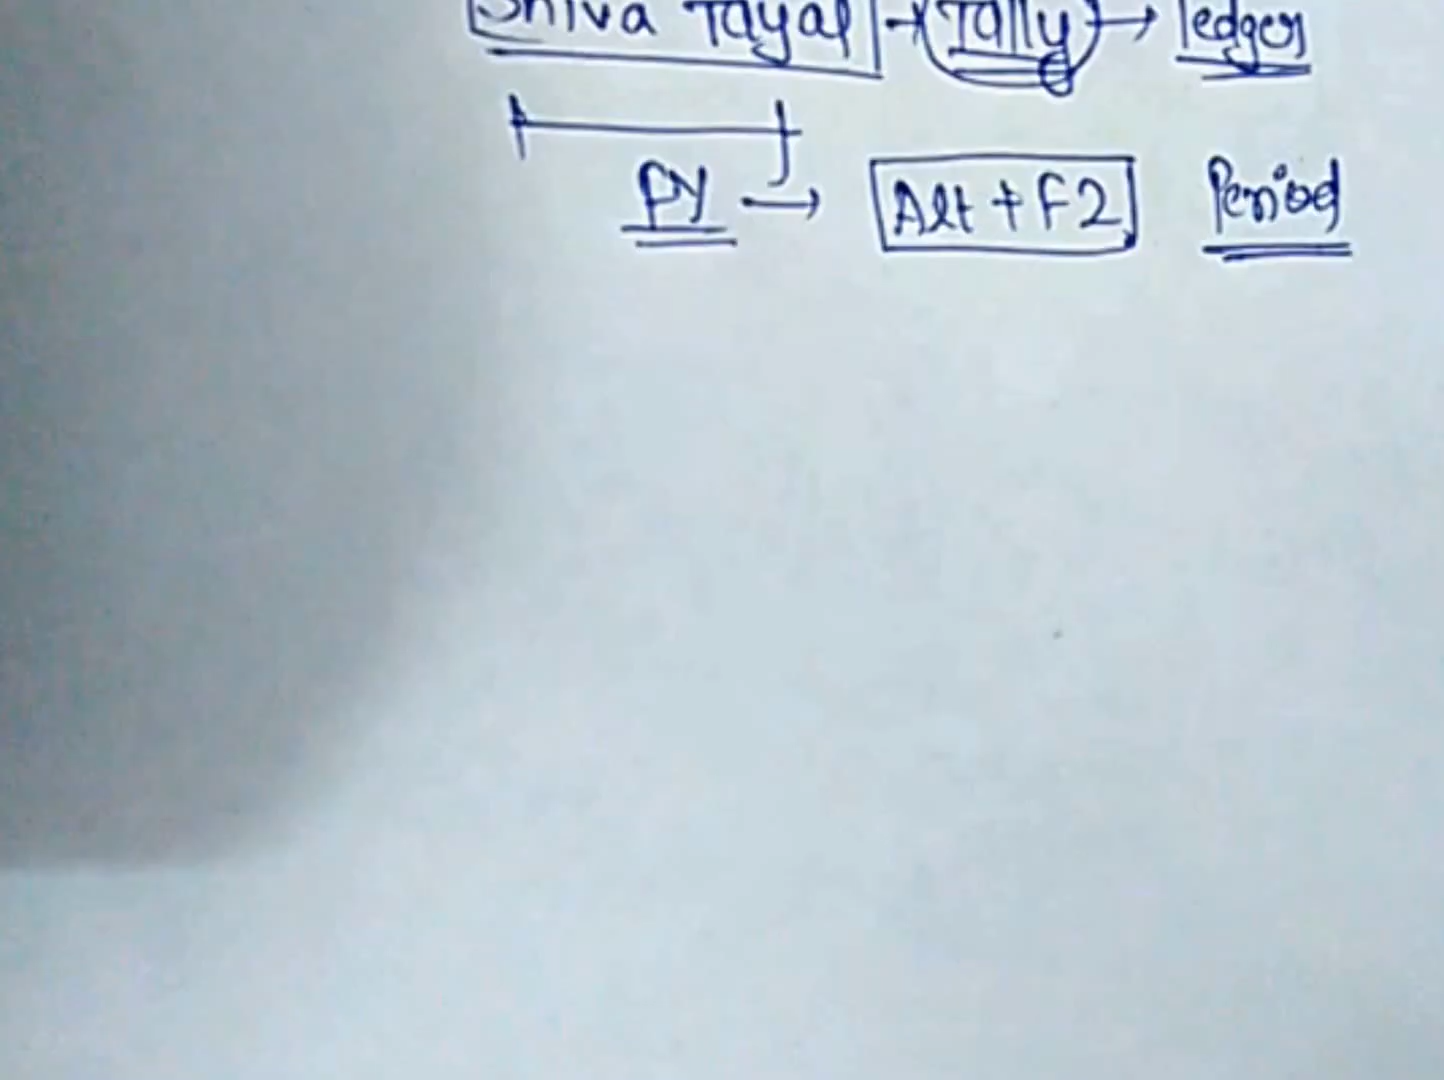 Shiva Tayal → Tally → ledger
FY → Alt + F2 Period